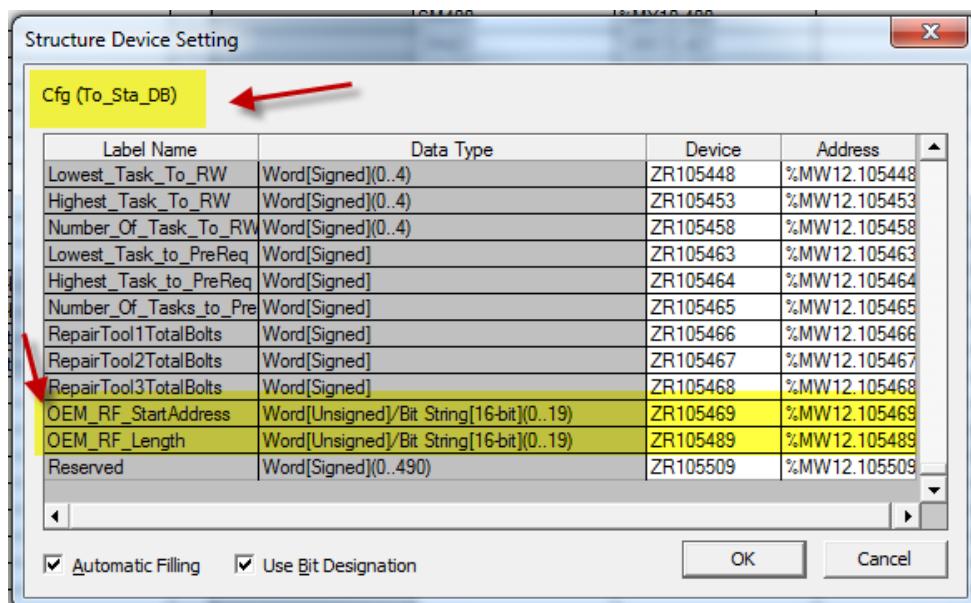 Structure Device Setting
Cfg (To_Sta_DB)
Label Name Data Type Device Address
Lowest_Task_To_RW Word[Signed](0..4) ZR105448 %MW12.105448
Highest_Task_To_RW Word[Signed](0..4) ZR105453 %MW12.105453
Number_Of_Task_To_RW Word[Signed](0..4) ZR105458 %MW12.105458
Lowest_Task_to_PreReq Word[Signed] ZR105463 %MW12.105463
Highest_Task_to_PreReq Word[Signed] ZR105464 %MW12.105464
Number_Of_Tasks_to_Pre Word[Signed] ZR105465 %MW12.105465
RepairTool1TotalBolts Word[Signed] ZR105466 %MW12.105466
RepairTool2TotalBolts Word[Signed] ZR105467 %MW12.105467
RepairTool3TotalBolts Word[Signed] ZR105468 %MW12.105468
OEM_RF_StartAddress Word[Unsigned]/Bit String[16-bit](0..19) ZR105469 %MW12.105469
OEM_RF_Length Word[Unsigned]/Bit String[16-bit](0..19) ZR105489 %MW12.105489
Reserved Word[Signed](0..490) ZR105509 %MW12.105509
Automatic Filling Use Bit Designation OK Cancel